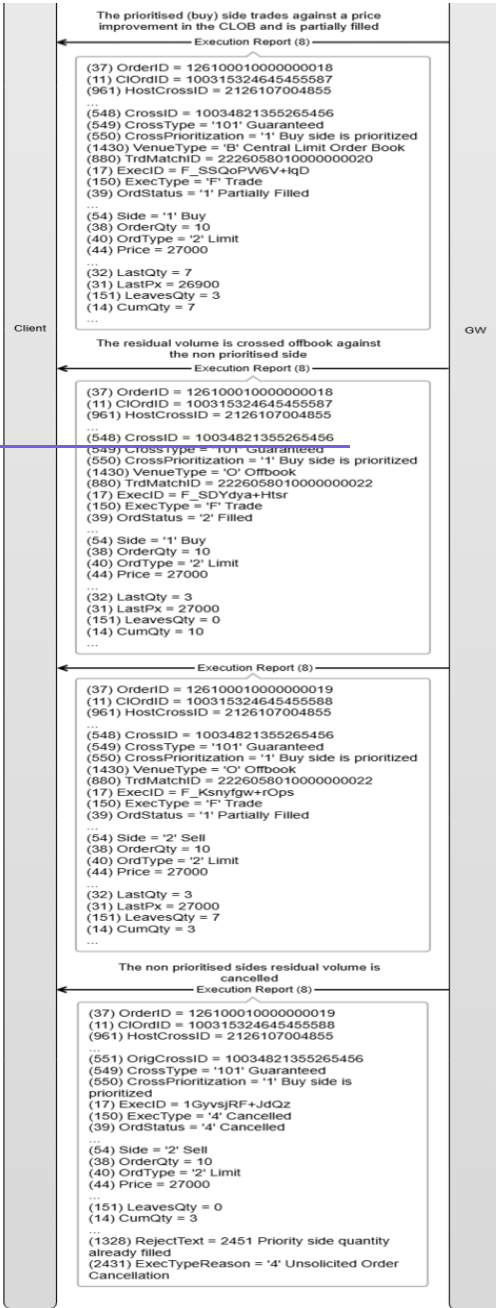 The prioritised (buy) side trades against a price
improvement in the CLOB and is partially filled
Execution Report (8)
(37) OrderID = 126100010000000018
(11) ClOrdID = 100315324645455587
(961) HostCrossID = 2126107004855
...
(548) CrossID = 10034821355265456
(549) CrossType = '101' Guaranteed
(550) CrossPrioritization = '1' Buy side is prioritized
(1430) VenueType = 'B' Central Limit Order Book
(880) TrdMatchID = 2226058010000000020
(17) ExecID = F_SSQoPW6V+IqD
(150) ExecType = 'F' Trade
(39) OrdStatus = '1' Partially Filled
...
(54) Side = '1' Buy
(38) OrderQty = 10
(40) OrdType = '2' Limit
(44) Price = 27000
...
(32) LastQty = 7
(31) LastPx = 26900
(151) LeavesQty = 3
(14) CumQty = 7
...
Client
GW
The residual volume is crossed offbook against
the non prioritised side
Execution Report (8)
(37) OrderID = 126100010000000018
(11) ClOrdID = 100315324645455587
(961) HostCrossID = 2126107004855
...
(548) CrossID = 10034821355265456
(549) CrossType = '101' Guaranteed
(550) CrossPrioritization = '1' Buy side is prioritized
(1430) VenueType = 'O' Offbook
(880) TrdMatchID = 2226058010000000022
(17) ExecID = F_SDYdya+Htsr
(150) ExecType = 'F' Trade
(39) OrdStatus = '2' Filled
...
(54) Side = '1' Buy
(38) OrderQty = 10
(40) OrdType = '2' Limit
(44) Price = 27000
...
(32) LastQty = 3
(31) LastPx = 27000
(151) LeavesQty = 0
(14) CumQty = 10
...
Execution Report (8)
(37) OrderID = 126100010000000019
(11) ClOrdID = 100315324645455588
(961) HostCrossID = 2126107004855
...
(548) CrossID = 10034821355265456
(549) CrossType = '101' Guaranteed
(550) CrossPrioritization = '1' Buy side is prioritized
(1430) VenueType = 'O' Offbook
(880) TrdMatchID = 2226058010000000022
(17) ExecID = F_Ksnyfgw+rOps
(150) ExecType = 'F' Trade
(39) OrdStatus = '1' Partially Filled
...
(54) Side = '2' Sell
(38) OrderQty = 10
(40) OrdType = '2' Limit
(44) Price = 27000
...
(32) LastQty = 3
(31) LastPx = 27000
(151) LeavesQty = 7
(14) CumQty = 3
...
The non prioritised sides residual volume is
cancelled
Execution Report (8)
(37) OrderID = 126100010000000019
(11) ClOrdID = 100315324645455588
(961) HostCrossID = 2126107004855
...
(551) OrigCrossID = 10034821355265456
(549) CrossType = '101' Guaranteed
(550) CrossPrioritization = '1' Buy side is
prioritized
(17) ExecID = 1GyvsjRF+JdQz
(150) ExecType = '4' Cancelled
(39) OrdStatus = '4' Cancelled
...
(54) Side = '2' Sell
(38) OrderQty = 10
(40) OrdType = '2' Limit
(44) Price = 27000
...
(151) LeavesQty = 0
(14) CumQty = 3
...
(1328) RejectText = 2451 Priority side quantity
already filled
(2431) ExecTypeReason = '4' Unsolicited Order
Cancellation